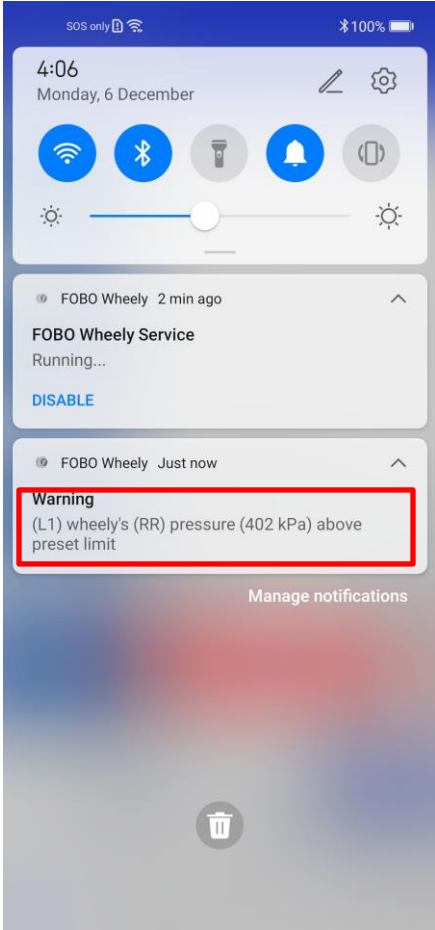 SOS only 100%
4:06
Monday, 6 December
FOBO Wheely 2 min ago
FOBO Wheely Service
Running...
DISABLE
FOBO Wheely Just now
Warning
(L1) wheely's (RR) pressure (402 kPa) above
preset limit
Manage notifications